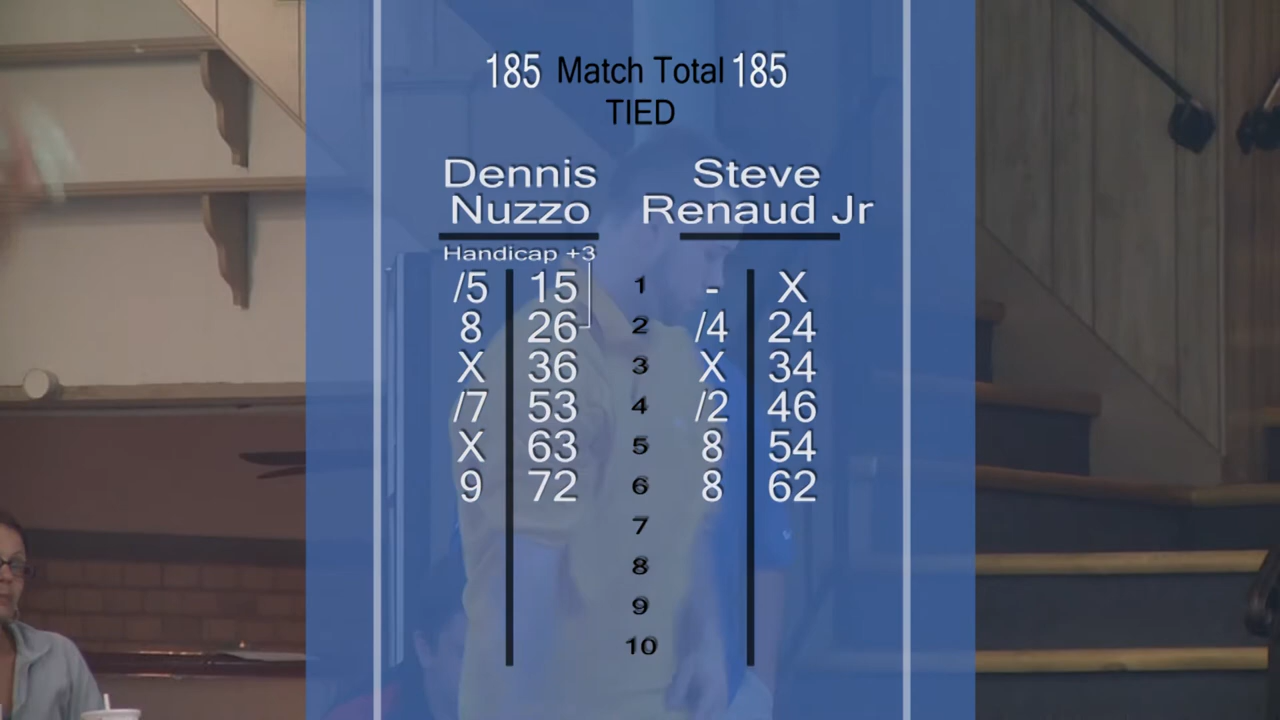 185 Match Total 185
TIED
Dennis Nuzzo
Steve Renaud Jr
Handicap +3
/5 15 1 - X
8 26 2 /4 24
X 36 3 X 34
/7 53 4 /2 46
X 63 5 8 54
9 72 6 8 62
7
8
9
10